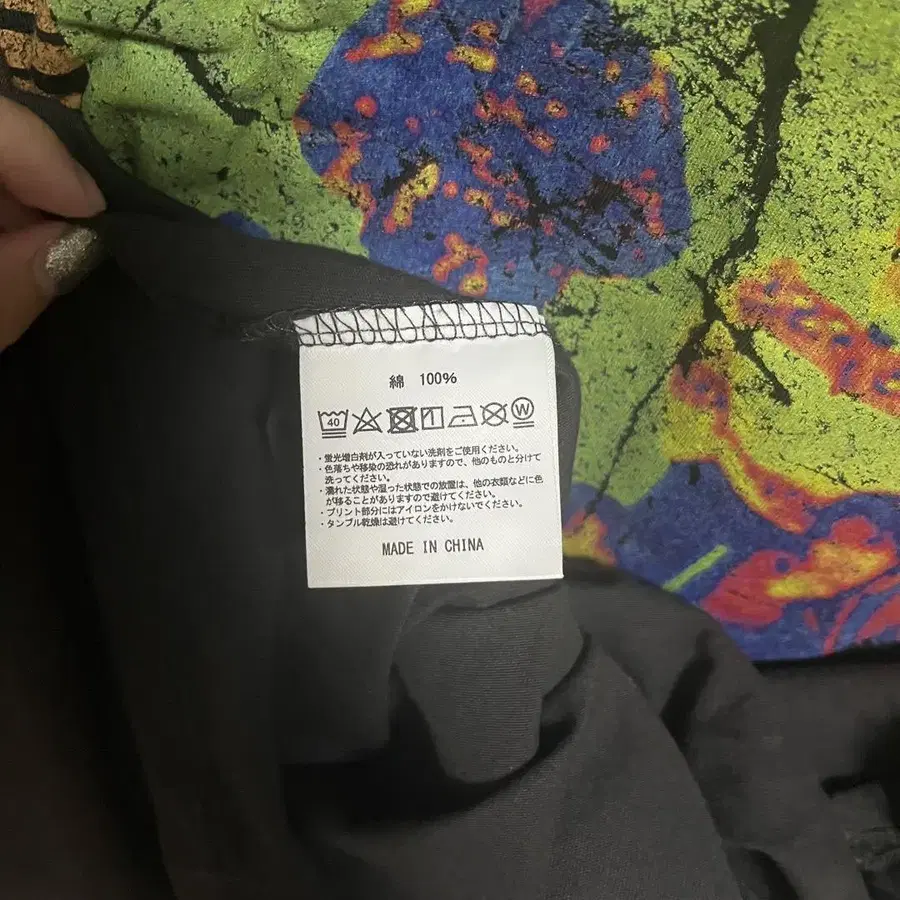 綿 100%
40 W
・蛍光増白剤が入っていない洗剤をご使用ください。
・色落ちや移染の恐れがありますので、他のものと分けて
洗ってください。
・濡れた状態や湿った状態での放置は、他の衣類などに色
が移ることがありますので避けてください。
・プリント部分にはアイロンをかけないでください。
・タンブル乾燥は避けてください。
MADE IN CHINA